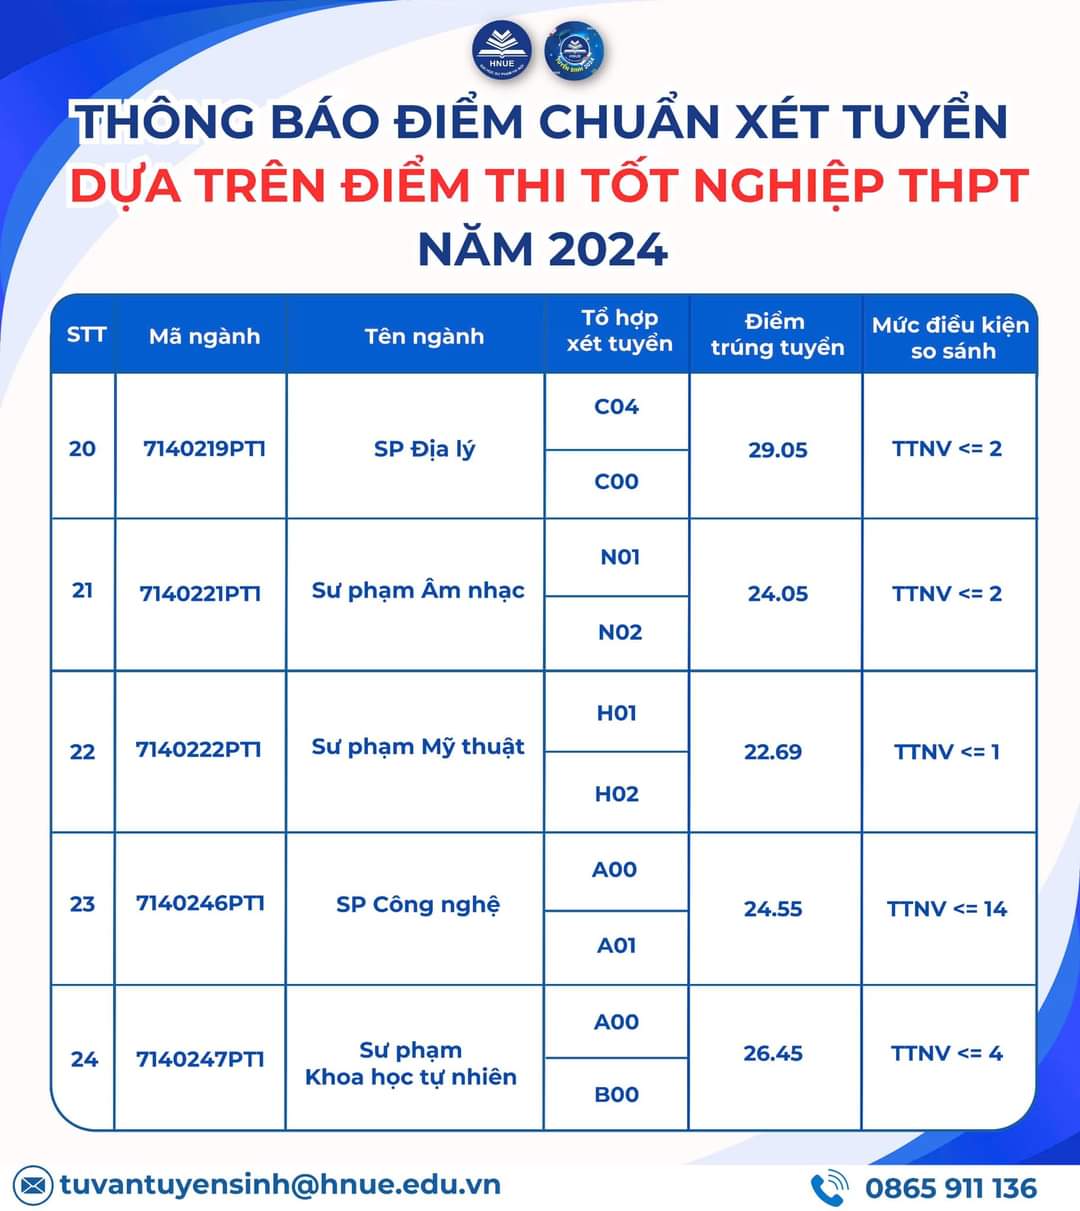 HNUE
HNUE
TUYỂN SINH 2024
THÔNG BÁO ĐIỂM CHUẨN XÉT TUYỂN
DỰA TRÊN ĐIỂM THI TỐT NGHIỆP THPT
NĂM 2024
STT Mã ngành Tên ngành Tổ hợp xét tuyển Điểm trúng tuyển Mức điều kiện so sánh
20 7140219PT1 SP Địa lý C04 C00 29.05 TTNV <= 2
21 7140221PT1 Sư phạm Âm nhạc N01 N02 24.05 TTNV <= 2
22 7140222PT1 Sư phạm Mỹ thuật H01 H02 22.69 TTNV <= 1
23 7140246PT1 SP Công nghệ A00 A01 24.55 TTNV <= 14
24 7140247PT1 Sư phạm Khoa học tự nhiên A00 B00 26.45 TTNV <= 4
tuvantuyensinh@hnue.edu.vn 0865 911 136